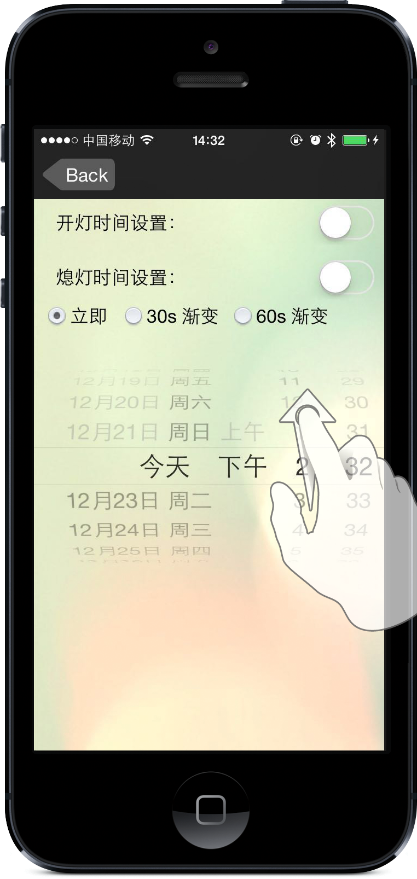 中国移动 14:32
Back
开灯时间设置：
熄灯时间设置：
立即 30s 渐变 60s 渐变
12月19日 周五 11 29
12月20日 周六 30
12月21日 周日 上午 31
今天 下午 2 32
12月23日 周二 3 33
12月24日 周三 4 34
12月25日 周四 5 35